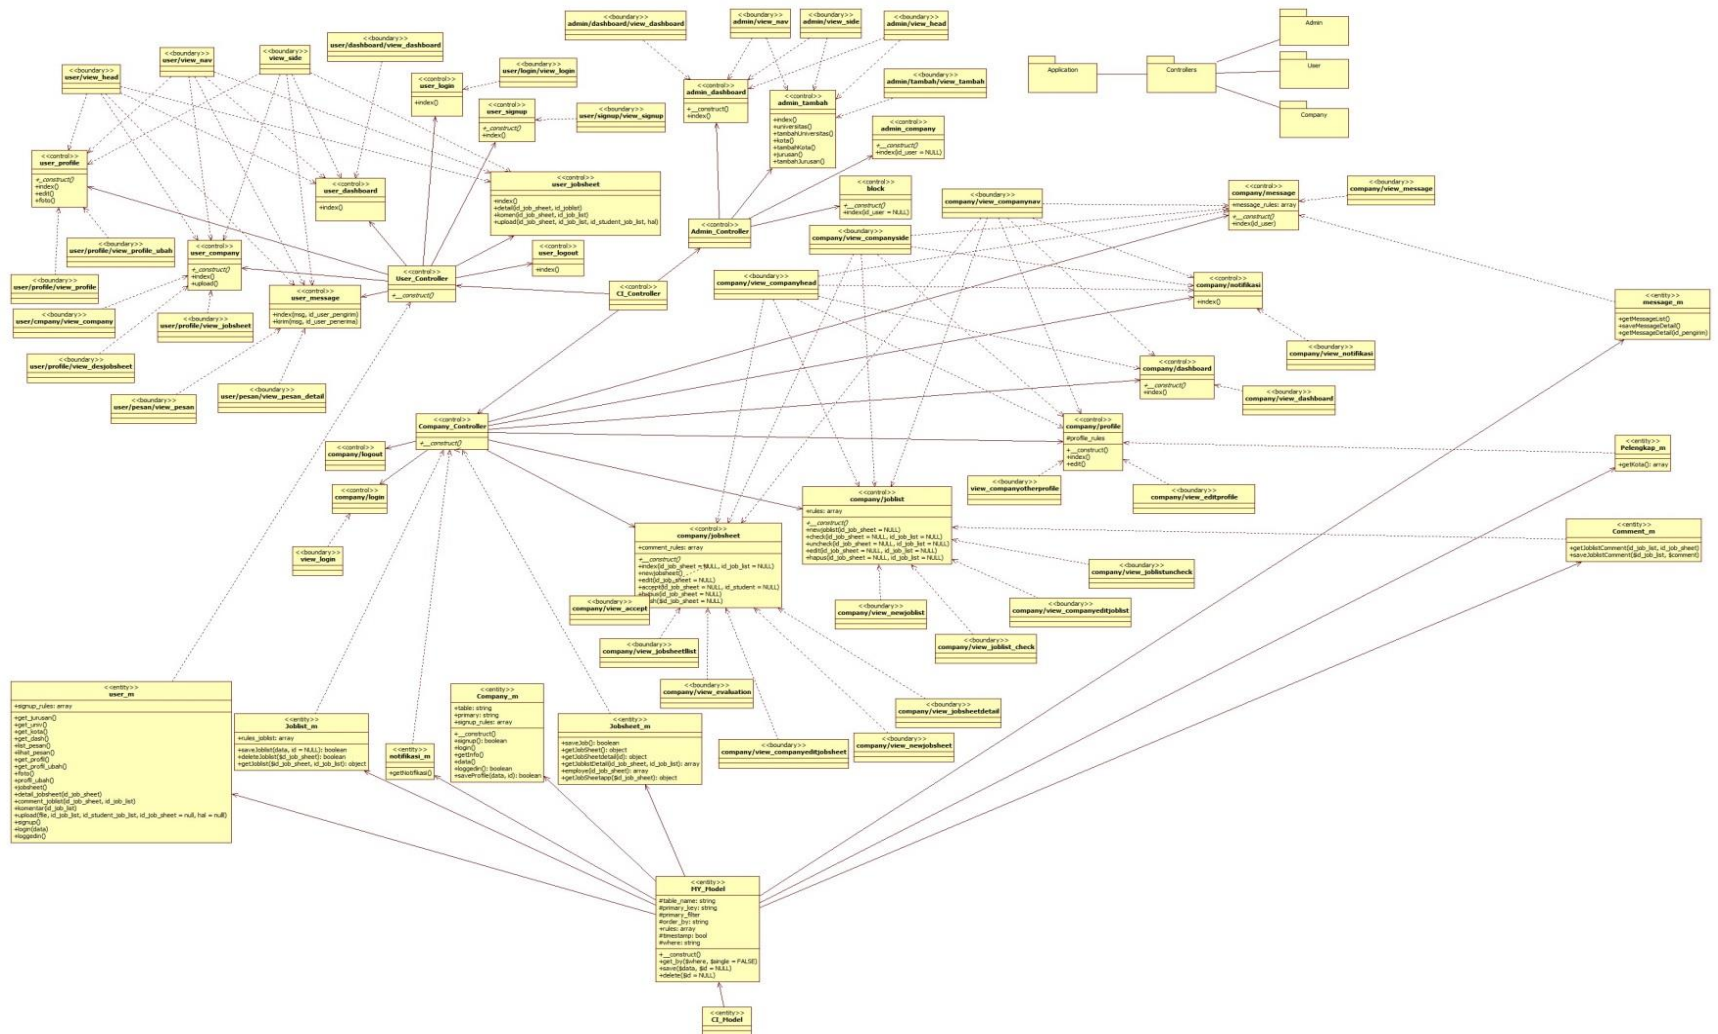 <<boundary>>
admin/dashboard/view_dashboard
<<boundary>>
admin/view_nav
<<boundary>>
admin/view_side
<<boundary>>
admin/view_head
Admin
<<boundary>>
user/dashboard/view_dashboard
<<boundary>>
user/view_nav
<<boundary>>
view_side
<<boundary>>
user/view_head
<<boundary>>
user/login/view_login
<<control>>
user_login
+index()
<<control>>
admin_dashboard
+__construct()
+index()
<<boundary>>
admin/tambah/view_tambah
Application
Controllers
User
Company
<<control>>
user_signup
+__construct()
+index()
<<boundary>>
user/signup/view_signup
<<control>>
admin_tambah
+index()
+universitas()
+tambahUniversitas()
+kota()
+tambahKota()
+jurusan()
+tambahJurusan()
<<control>>
admin_company
+__construct()
+index(id_user = NULL)
<<control>>
user_profile
+__construct()
+index()
+edit()
+foto()
<<control>>
user_dashboard
+index()
<<control>>
user_jobsheet
+index()
+detail(id_job_sheet, id_joblist)
+komen(id_job_sheet, id_job_list)
+upload(id_job_sheet, id_job_list, id_student_job_list, hal)
<<control>>
block
+__construct()
+index(id_user = NULL)
<<boundary>>
company/view_companynav
<<control>>
company/message
+message_rules: array
+__construct()
+index(id_user)
<<boundary>>
company/view_message
<<control>>
Admin_Controller
<<boundary>>
company/view_companyside
<<boundary>>
user/profile/view_profile_ubah
<<control>>
user_company
+__construct()
+index()
+upload()
<<control>>
user_logout
+index()
<<boundary>>
user/profile/view_profile
<<control>>
User_Controller
+__construct()
<<control>>
CI_Controller
<<boundary>>
company/view_companyhead
<<control>>
company/notifikasi
+index()
<<control>>
user_message
+index(msg, id_user_pengirim)
+kirim(msg, id_user_penerima)
<<entity>>
message_m
+getMessageList()
+saveMessageDetail()
+getMessageDetail(id_pengirim)
<<boundary>>
user/cmpany/view_company
<<boundary>>
user/profile/view_jobsheet
<<boundary>>
user/profile/view_desjobsheet
<<boundary>>
company/view_notifikasi
<<control>>
company/dashboard
+__construct()
+index()
<<boundary>>
user/pesan/view_pesan_detail
<<boundary>>
user/pesan/view_pesan
<<boundary>>
company/view_dashboard
<<control>>
Company_Controller
+__construct()
<<control>>
company/profile
#profile_rules
+__construct()
+index()
+edit()
<<control>>
company/logout
<<entity>>
Pelengkap_m
+getKota(): array
<<control>>
company/login
<<boundary>>
view_companyotherprofile
<<boundary>>
company/view_editprofile
<<control>>
company/joblist
+rules: array
+__construct()
+newjoblist(id_job_sheet = NULL)
+check(id_job_sheet = NULL, id_job_list = NULL)
+uncheck(id_job_sheet = NULL, id_job_list = NULL)
+edit(id_job_sheet = NULL, id_job_list = NULL)
+hapus(id_job_sheet = NULL, id_job_list = NULL)
<<control>>
company/jobsheet
+comment_rules: array
+__construct()
+index(id_job_sheet = NULL, id_job_list = NULL)
+newjobsheet()
+edit(id_job_sheet = NULL)
+accept(id_job_sheet = NULL, id_student = NULL)
+hapus(id_job_sheet = NULL)
($id_job_sheet = NULL)
<<entity>>
Comment_m
+getJoblistComment(id_job_list, id_job_sheet)
+saveJoblistComment($id_job_list, $comment)
<<boundary>>
view_login
<<boundary>>
company/view_joblistuncheck
<<boundary>>
company/view_accept
<<boundary>>
company/view_newjoblist
<<boundary>>
company/view_companyeditjoblist
<<boundary>>
company/view_jobsheetllist
<<boundary>>
company/view_joblist_check
<<boundary>>
company/view_evaluation
<<boundary>>
company/view_jobsheetdetail
<<boundary>>
company/view_companyeditjobsheet
<<boundary>>
company/view_newjobsheet
<<entity>>
user_m
+signup_rules: array
+get_jurusan()
+get_univ()
+get_kota()
+get_dash()
+list_pesan()
+lihat_pesan()
+get_profil()
+get_profil_ubah()
+foto()
+profil_ubah()
+jobsheet()
+detail_jobsheet(id_job_sheet)
+comment_joblist(id_job_sheet, id_job_list)
+komentar(id_job_list)
+upload(file, id_job_list, id_student_job_list, id_job_sheet = null, hal = null)
+signup()
+login(data)
+loggedin()
<<entity>>
Joblist_m
+rules_joblist: array
+saveJoblist(data, id = NULL): boolean
+deleteJoblist($id_job_sheet): boolean
+getJoblist($id_job_sheet, id_job_list): object
<<entity>>
notifikasi_m
+getNotifikasi()
<<entity>>
Company_m
+table: string
+primary: string
+signup_rules: array
+__construct()
+signup(): boolean
+login()
+getInfo()
+data()
+loggedin(): boolean
+saveProfile(data, id): boolean
<<entity>>
Jobsheet_m
+saveJob(): boolean
+getJobSheet(): object
+getJobSheetdetail(id): object
+getJoblistDetail(id_job_sheet, id_job_list): array
+employe(id_job_sheet): array
+getJobSheetapp($id_job_sheet): object
<<entity>>
MY_Model
#table_name: string
#primary_key: string
#primary_filter
#order_by: string
+rules: array
#timestamp: bool
#where: string
+__construct()
+get_by($where, $single = FALSE)
+save($data, $id = NULL)
+delete($id = NULL)
<<entity>>
CI_Model